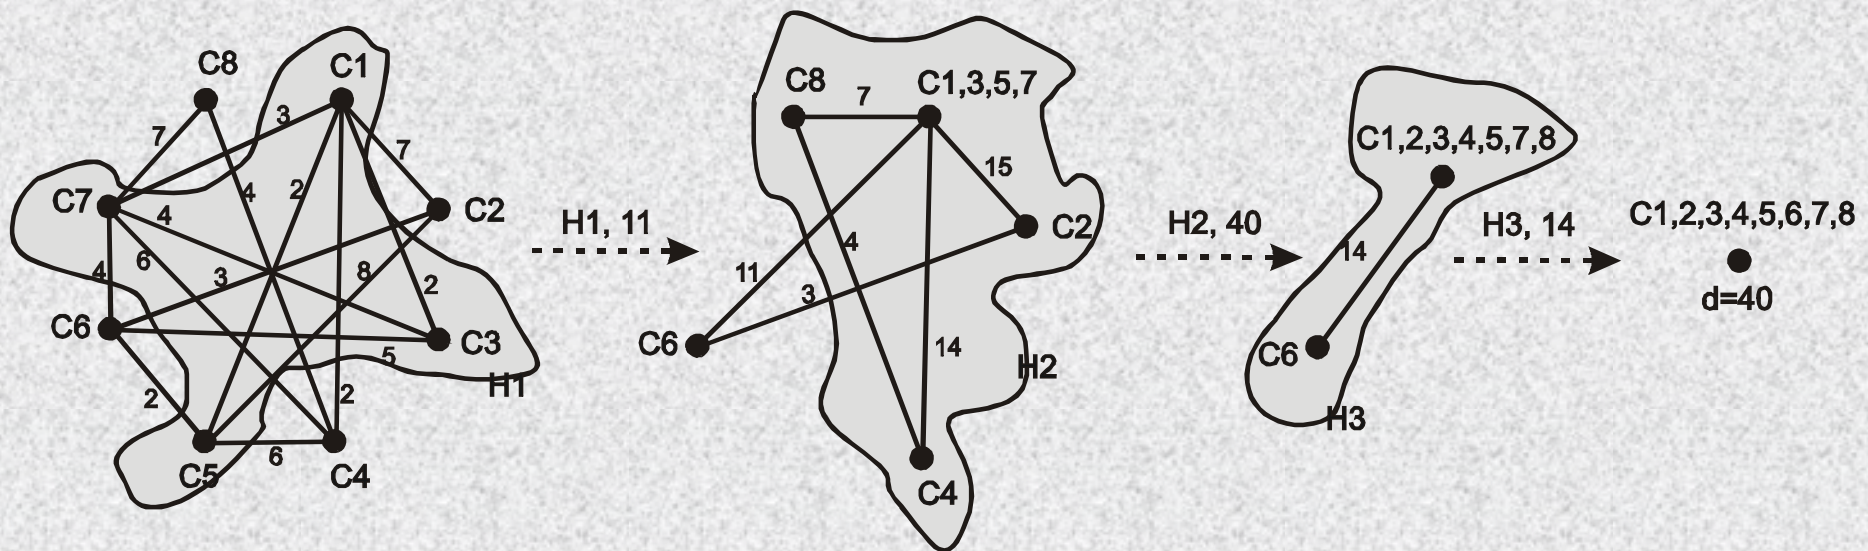 C8
C1
3
7
7
4
2
C7
4
C2
6
3
8
4
2
C6
C3
5
H1
2
2
C5
6
C4
H1, 11
C8
7
C1,3,5,7
15
C2
4
11
3
C6
14
H2
C4
H2, 40
C1,2,3,4,5,7,8
14
C6
H3
H3, 14
C1,2,3,4,5,6,7,8
d=40